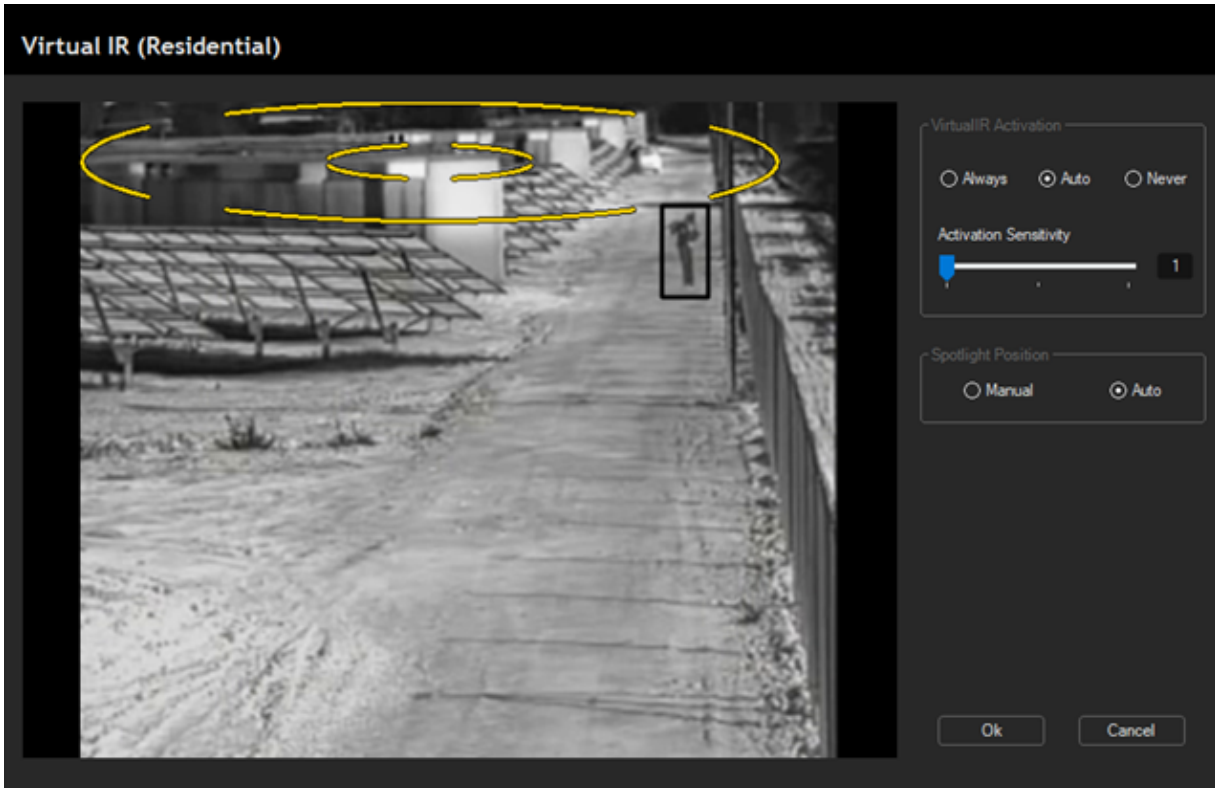 Virtual IR (Residential)
VirtualIR Activation
Always Auto Never
Activation Sensitivity
1
Spotlight Position
Manual Auto
Ok Cancel